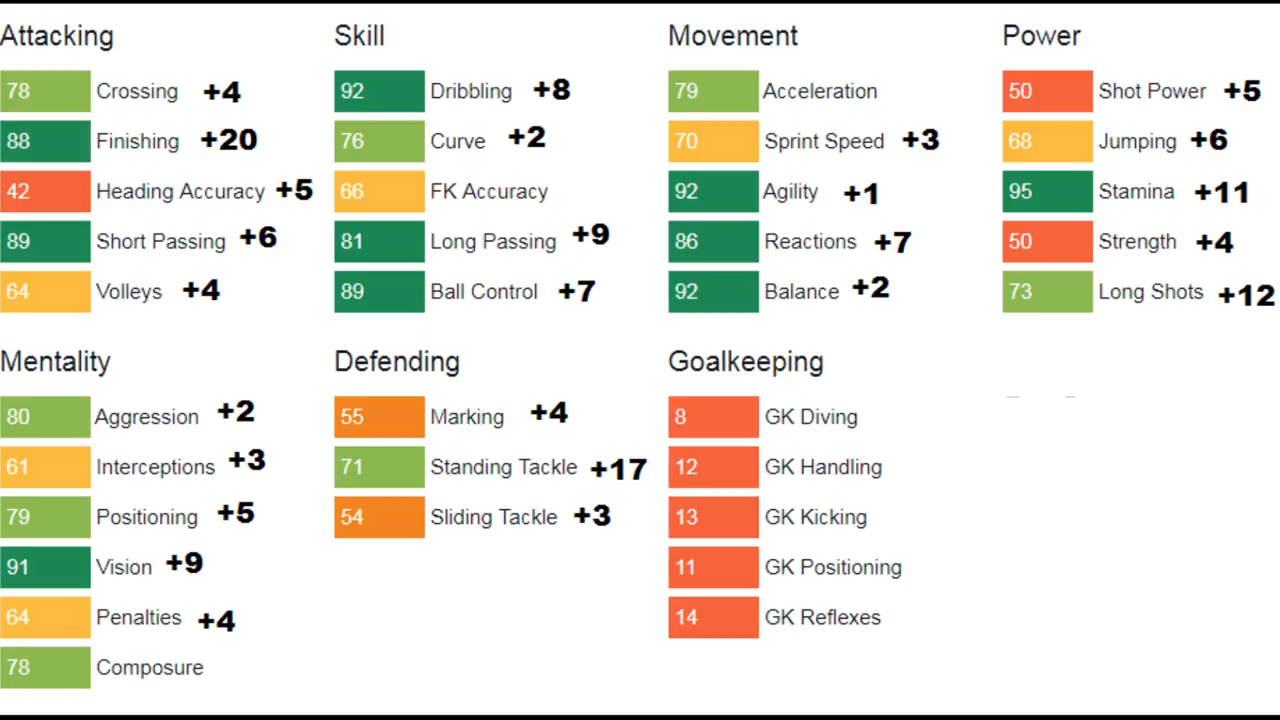 Attacking
78 Crossing +4
88 Finishing +20
42 Heading Accuracy +5
89 Short Passing +6
64 Volleys +4
Skill
92 Dribbling +8
76 Curve +2
66 FK Accuracy
81 Long Passing +9
89 Ball Control +7
Movement
79 Acceleration
70 Sprint Speed +3
92 Agility +1
86 Reactions +7
92 Balance +2
Power
50 Shot Power +5
68 Jumping +6
95 Stamina +11
50 Strength +4
73 Long Shots +12
Mentality
80 Aggression +2
61 Interceptions +3
79 Positioning +5
91 Vision +9
64 Penalties +4
78 Composure
Defending
55 Marking +4
71 Standing Tackle +17
54 Sliding Tackle +3
Goalkeeping
8 GK Diving
12 GK Handling
13 GK Kicking
11 GK Positioning
14 GK Reflexes